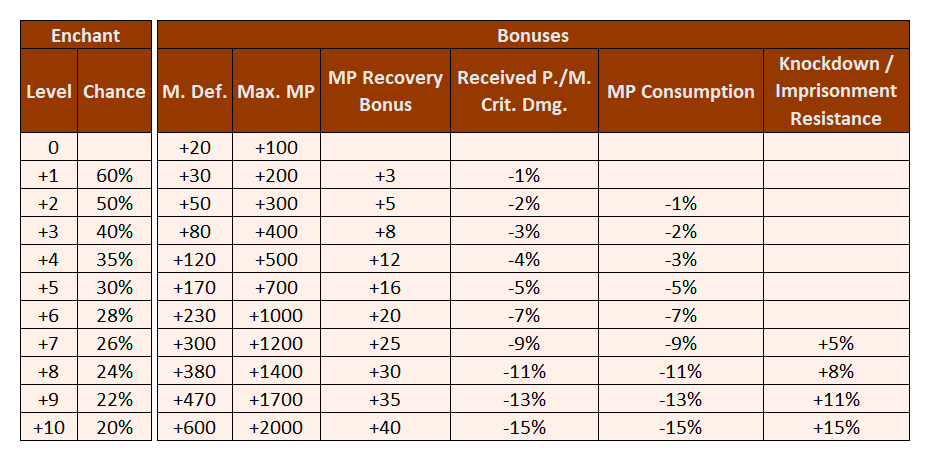 Enchant Bonuses
Level Chance M. Def. Max. MP MP Recovery Bonus Received P./M. Crit. Dmg. MP Consumption Knockdown / Imprisonment Resistance
0 +20 +100
+1 60% +30 +200 +3 -1%
+2 50% +50 +300 +5 -2% -1%
+3 40% +80 +400 +8 -3% -2%
+4 35% +120 +500 +12 -4% -3%
+5 30% +170 +700 +16 -5% -5%
+6 28% +230 +1000 +20 -7% -7%
+7 26% +300 +1200 +25 -9% -9% +5%
+8 24% +380 +1400 +30 -11% -11% +8%
+9 22% +470 +1700 +35 -13% -13% +11%
+10 20% +600 +2000 +40 -15% -15% +15%